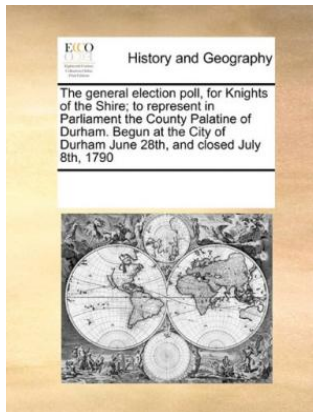 ECCO
History and Geography
The general election poll, for Knights
of the Shire; to represent in
Parliament the County Palatine of
Durham. Begun at the City of
Durham June 28th, and closed July
8th, 1790